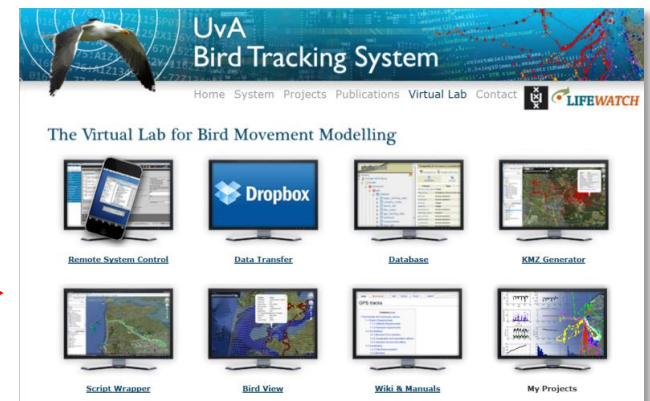 UvA
Bird Tracking System
Home System Projects Publications Virtual Lab Contact
LIFEWATCH
The Virtual Lab for Bird Movement Modelling
Dropbox
Remote System Control Data Transfer Database KMZ Generator
GPS tracks
Script Wrapper Bird View Wiki & Manuals My Projects